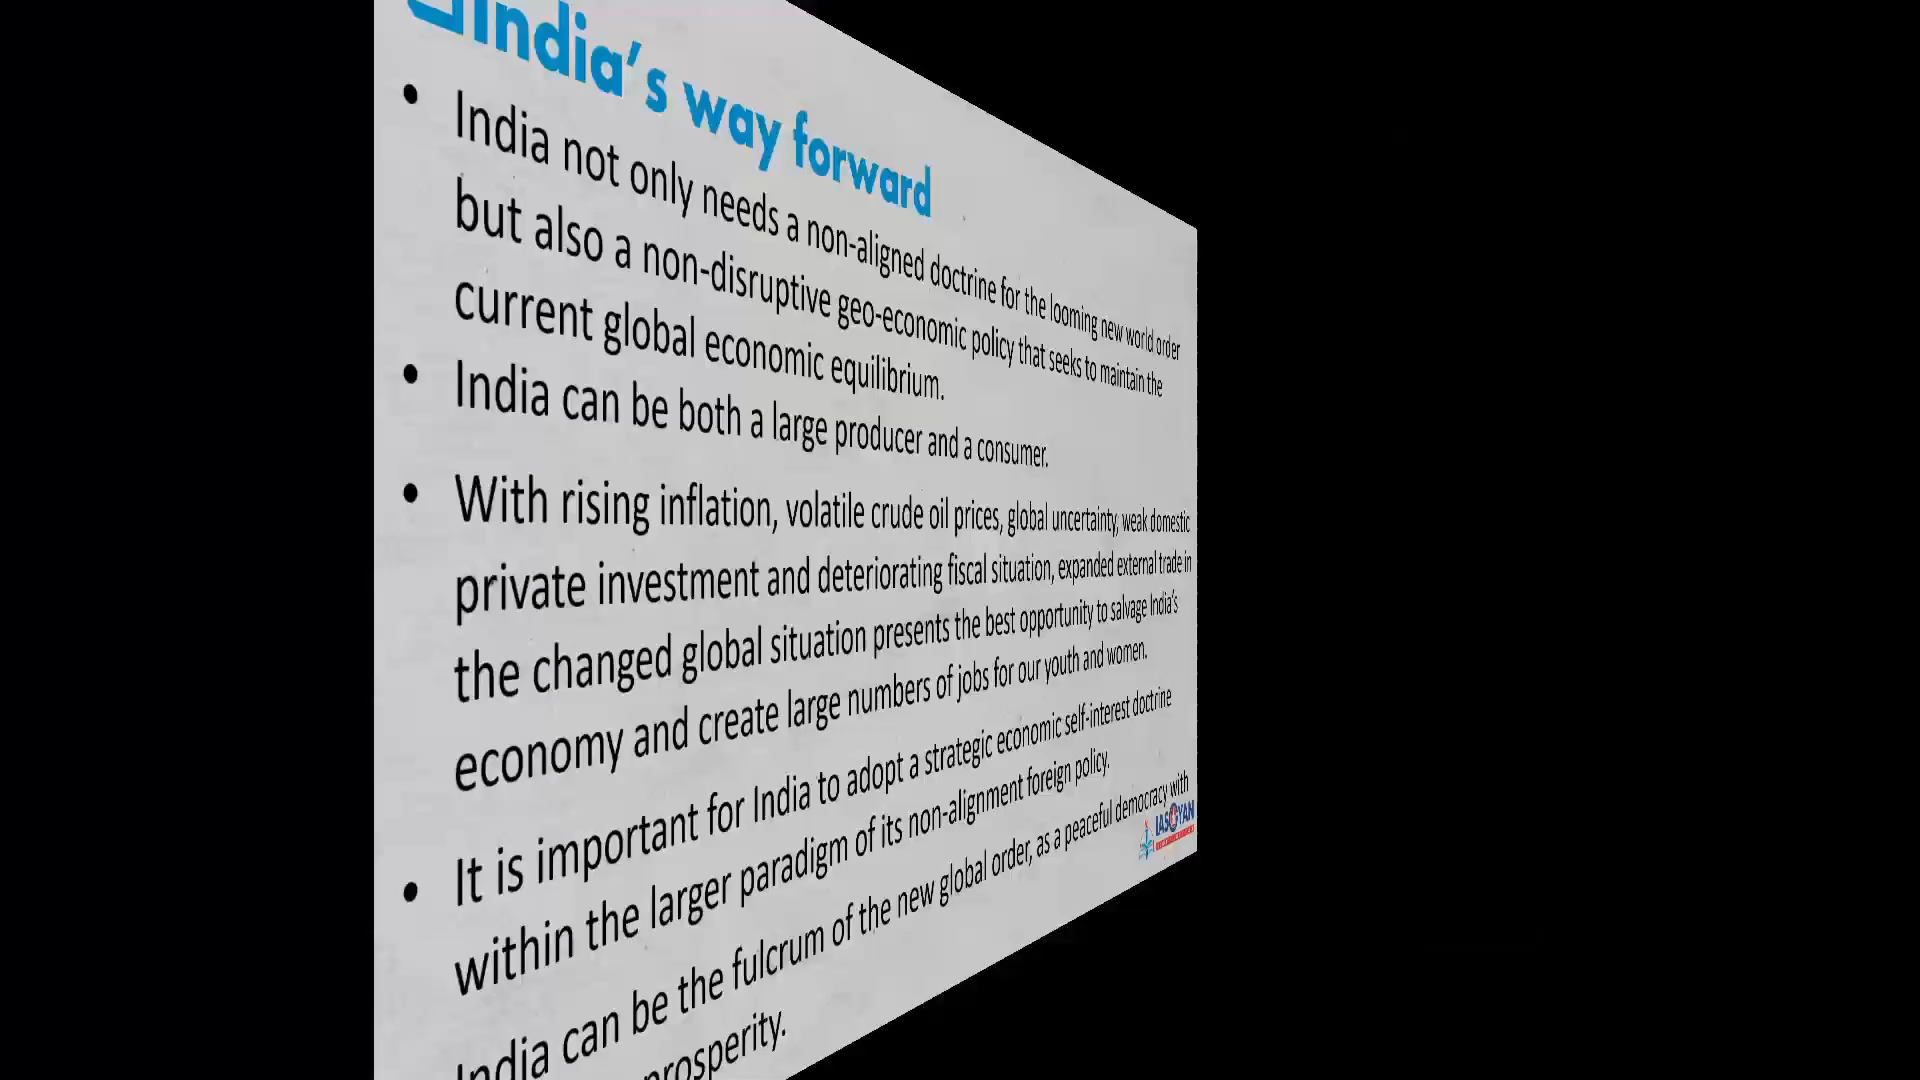 India's way forward
• India not only needs a non-aligned doctrine for the looming new world order
but also a non-disruptive geo-economic policy that seeks to maintain the
current global economic equilibrium.
• India can be both a large producer and a consumer.
• With rising inflation, volatile crude oil prices, global uncertainty, weak domestic
private investment and deteriorating fiscal situation, expanded external trade in
the changed global situation presents the best opportunity to salvage India's
economy and create large numbers of jobs for our youth and women.
• It is important for India to adopt a strategic economic self-interest doctrine
within the larger paradigm of its non-alignment foreign policy.
India can be the fulcrum of the new global order, as a peaceful democracy with
prosperity.
IASGYAN